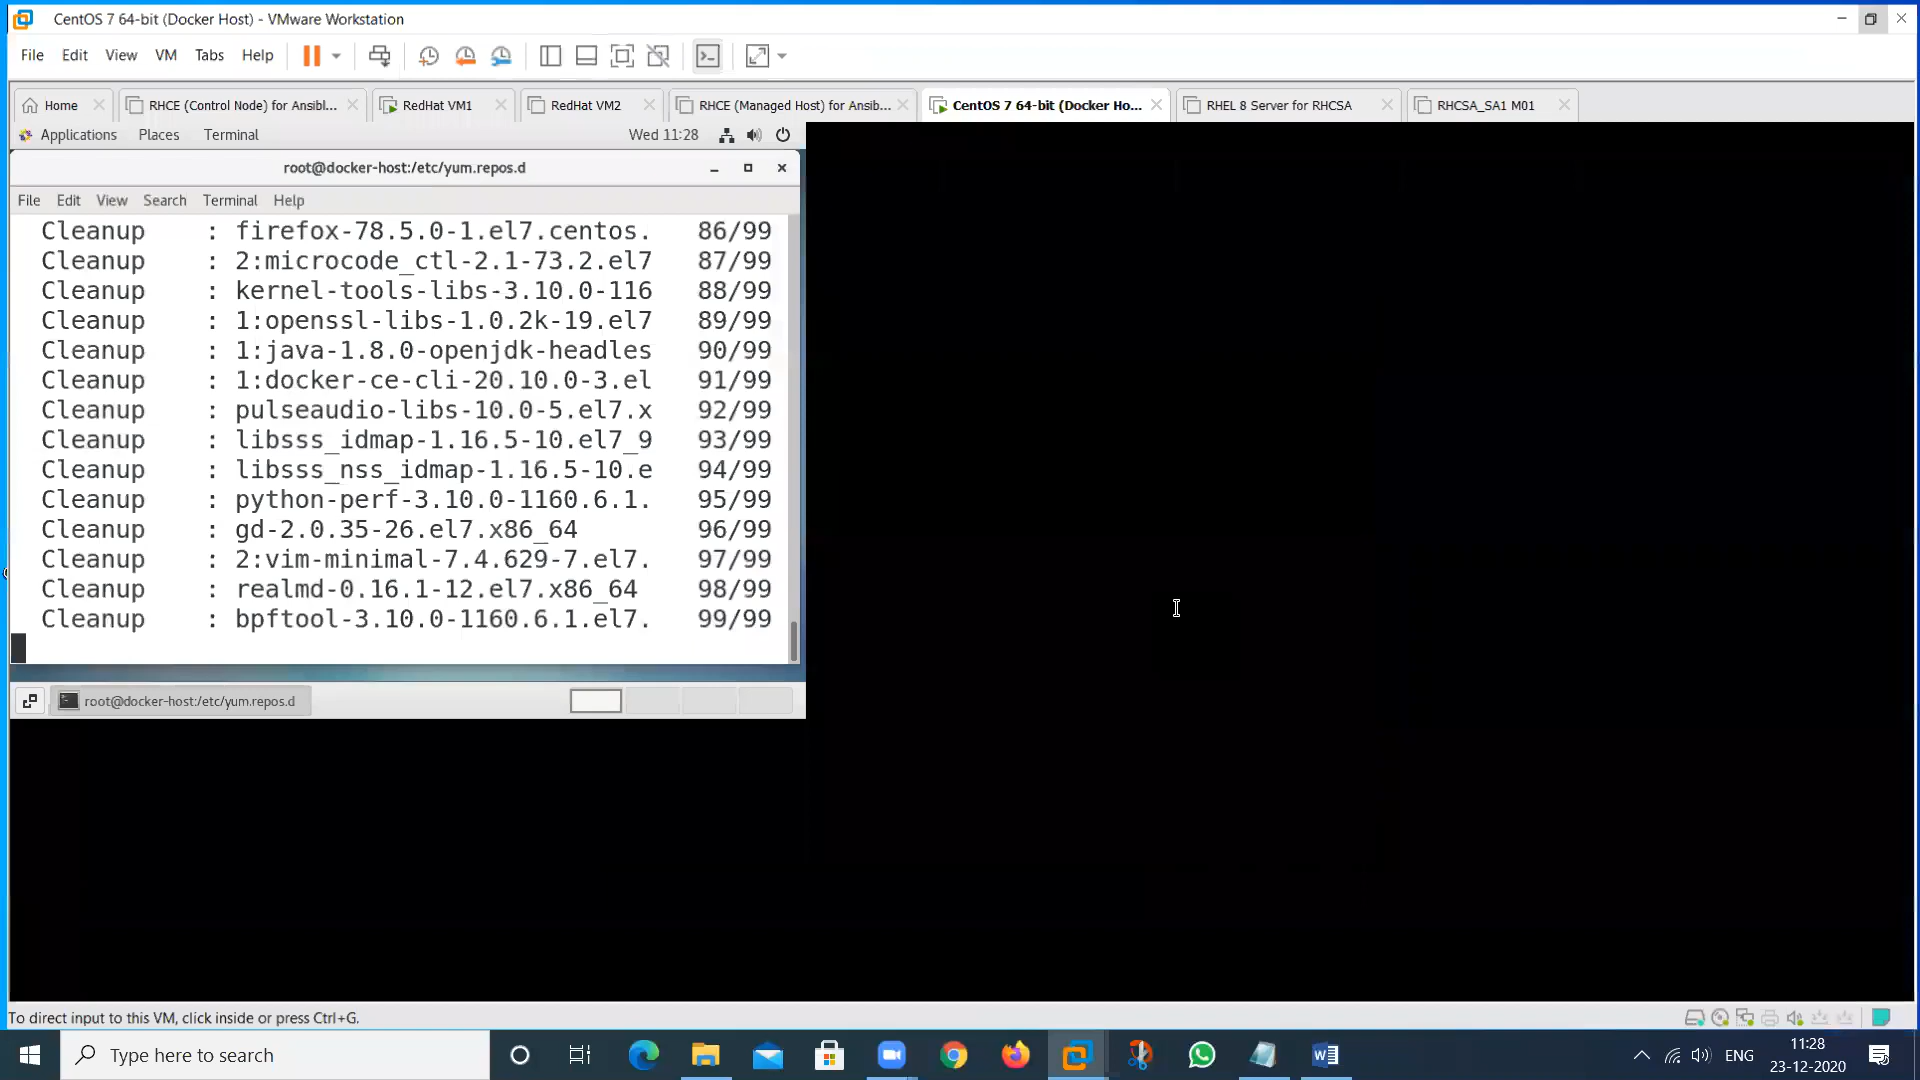 CentOS 7 64-bit (Docker Host) - VMware Workstation
File Edit View VM Tabs Help
Home RHCE (Control Node) for Ansibl... RedHat VM1 RedHat VM2 RHCE (Managed Host) for Ansib... CentOS 7 64-bit (Docker Ho... RHEL 8 Server for RHCSA RHCSA_SA1 M01
Applications Places Terminal Wed 11:28
root@docker-host:/etc/yum.repos.d
File Edit View Search Terminal Help
Cleanup : firefox-78.5.0-1.el7.centos. 86/99
Cleanup : 2:microcode_ctl-2.1-73.2.el7 87/99
Cleanup : kernel-tools-libs-3.10.0-116 88/99
Cleanup : 1:openssl-libs-1.0.2k-19.el7 89/99
Cleanup : 1:java-1.8.0-openjdk-headles 90/99
Cleanup : 1:docker-ce-cli-20.10.0-3.el 91/99
Cleanup : pulseaudio-libs-10.0-5.el7.x 92/99
Cleanup : libsss_idmap-1.16.5-10.el7_9 93/99
Cleanup : libsss_nss_idmap-1.16.5-10.e 94/99
Cleanup : python-perf-3.10.0-1160.6.1. 95/99
Cleanup : gd-2.0.35-26.el7.x86_64 96/99
Cleanup : 2:vim-minimal-7.4.629-7.el7. 97/99
Cleanup : realmd-0.16.1-12.el7.x86_64 98/99
Cleanup : bpftool-3.10.0-1160.6.1.el7. 99/99
root@docker-host:/etc/yum.repos.d
To direct input to this VM, click inside or press Ctrl+G.
Type here to search
ENG
11:28
23-12-2020